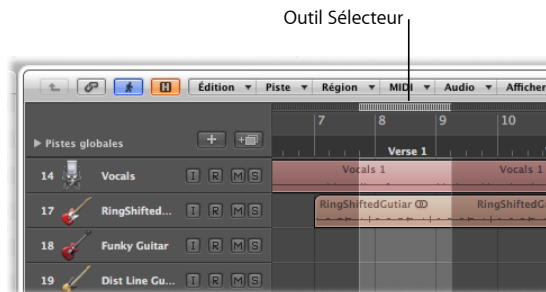 Outil Sélecteur
H Édition Piste Région MIDI Audio Afficher
7 8 9 10
Pistes globales
Verse 1
14 Vocals I R M S Vocals 1 Vocals 1
17 RingShifted... I R M S RingShiftedGutiar RingShiftedG
18 Funky Guitar I R M S
19 Dist Line Gu... I R M S